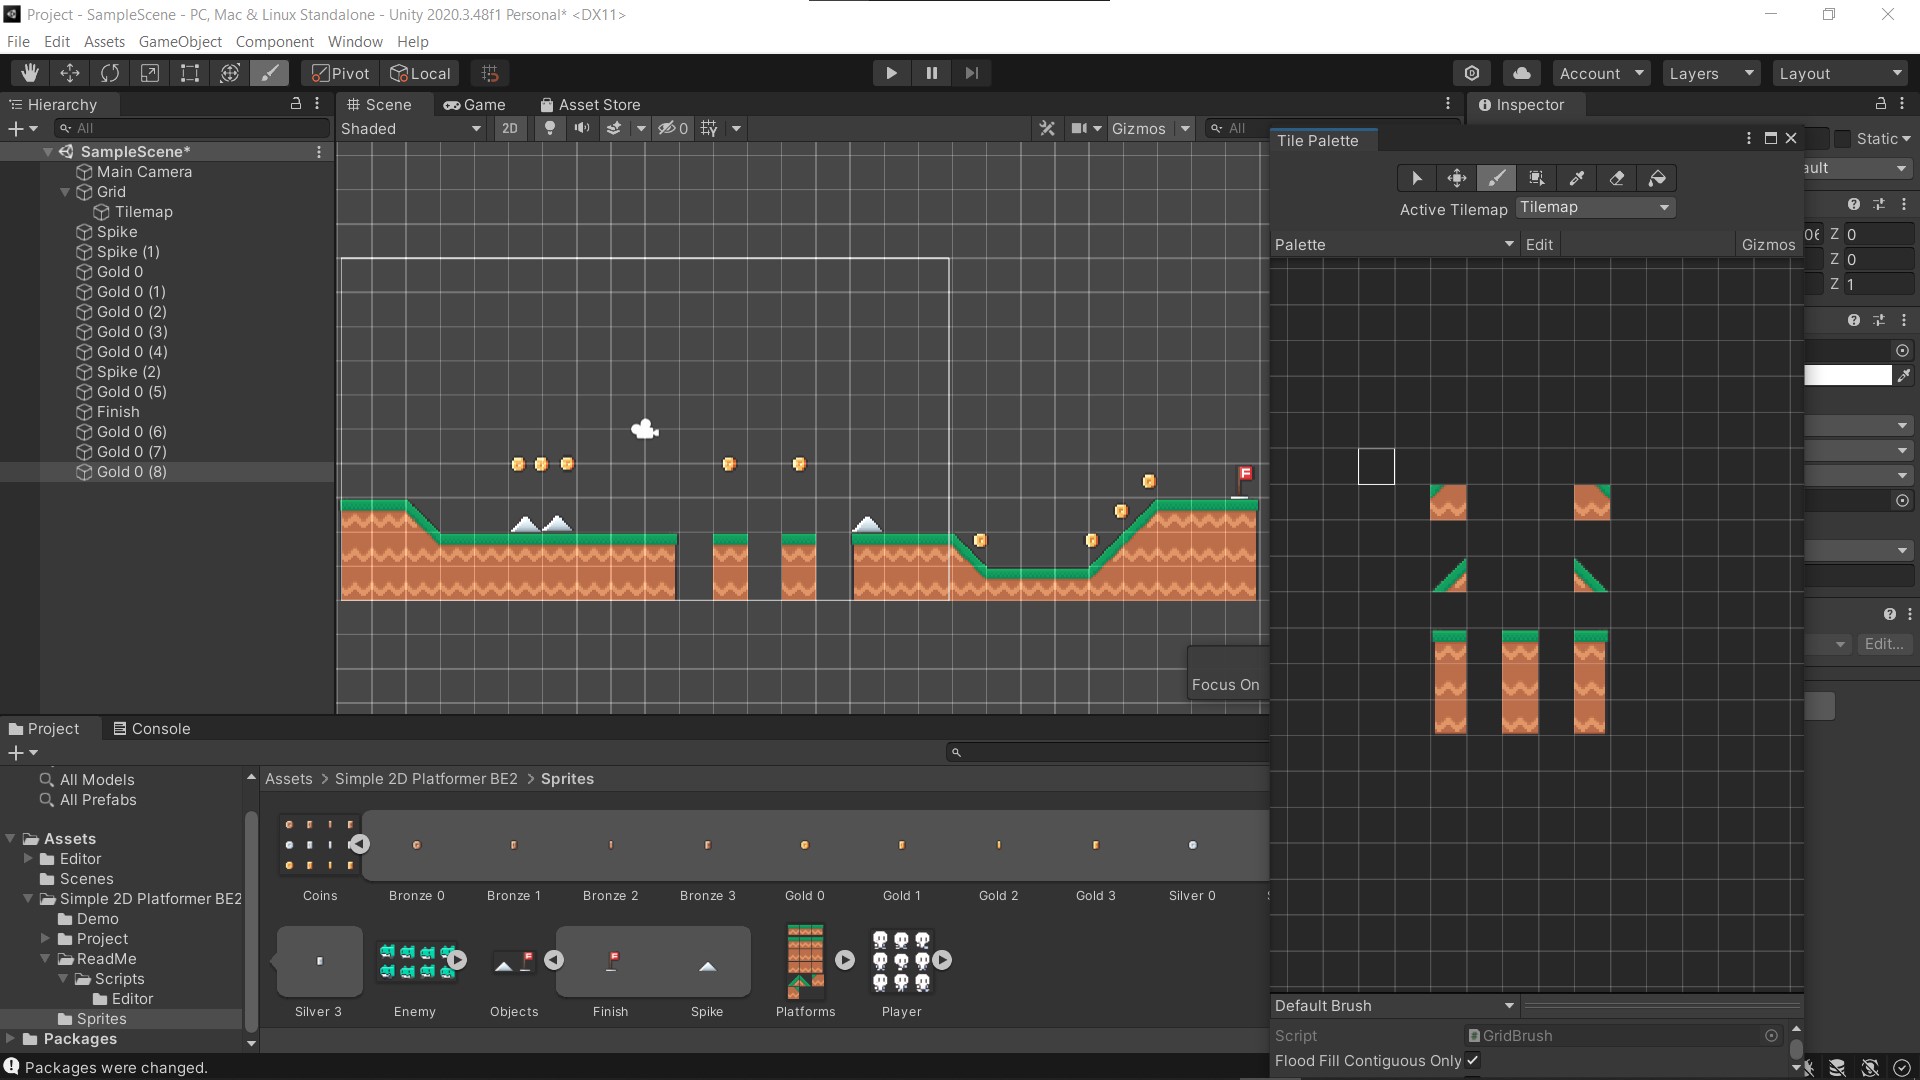 Project - SampleScene - PC, Mac & Linux Standalone - Unity 2020.3.48f1 Personal* <DX11>
File Edit Assets GameObject Component Window Help
Pivot Local Account Layers Layout
Hierarchy
All
SampleScene*
Main Camera
Grid
Tilemap
Spike
Spike (1)
Gold 0
Gold 0 (1)
Gold 0 (2)
Gold 0 (3)
Gold 0 (4)
Spike (2)
Gold 0 (5)
Finish
Gold 0 (6)
Gold 0 (7)
Gold 0 (8)
Scene Game Asset Store
Shaded 2D 0 Gizmos All
F
Focus On
Inspector
Static
ault
Z 0
Z 0
Z 1
Edit...
Tile Palette
Active Tilemap Tilemap
Palette Edit Gizmos
Default Brush
Script GridBrush
Flood Fill Contiguous Only
Project Console
All Models
All Prefabs
Assets
Editor
Scenes
Simple 2D Platformer BE2
Demo
Project
ReadMe
Scripts
Editor
Sprites
Packages
Assets > Simple 2D Platformer BE2 > Sprites
Coins Bronze 0 Bronze 1 Bronze 2 Bronze 3 Gold 0 Gold 1 Gold 2 Gold 3 Silver 0
Silver 3 Enemy Objects Finish Spike Platforms Player
Packages were changed.